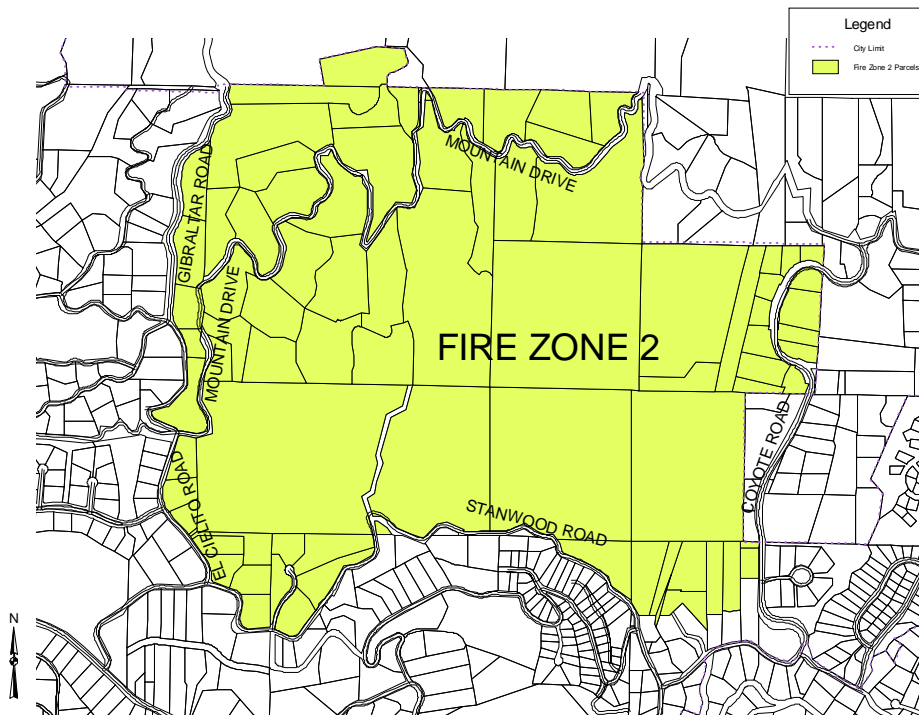 Legend
City Limit
Fire Zone 2 Parcels
MOUNTAIN DRIVE
GIBRALTAR ROAD
MOUNTAIN DRIVE
FIRE ZONE 2
COYOTE ROAD
EL CIELITO ROAD
STANWOOD ROAD
N